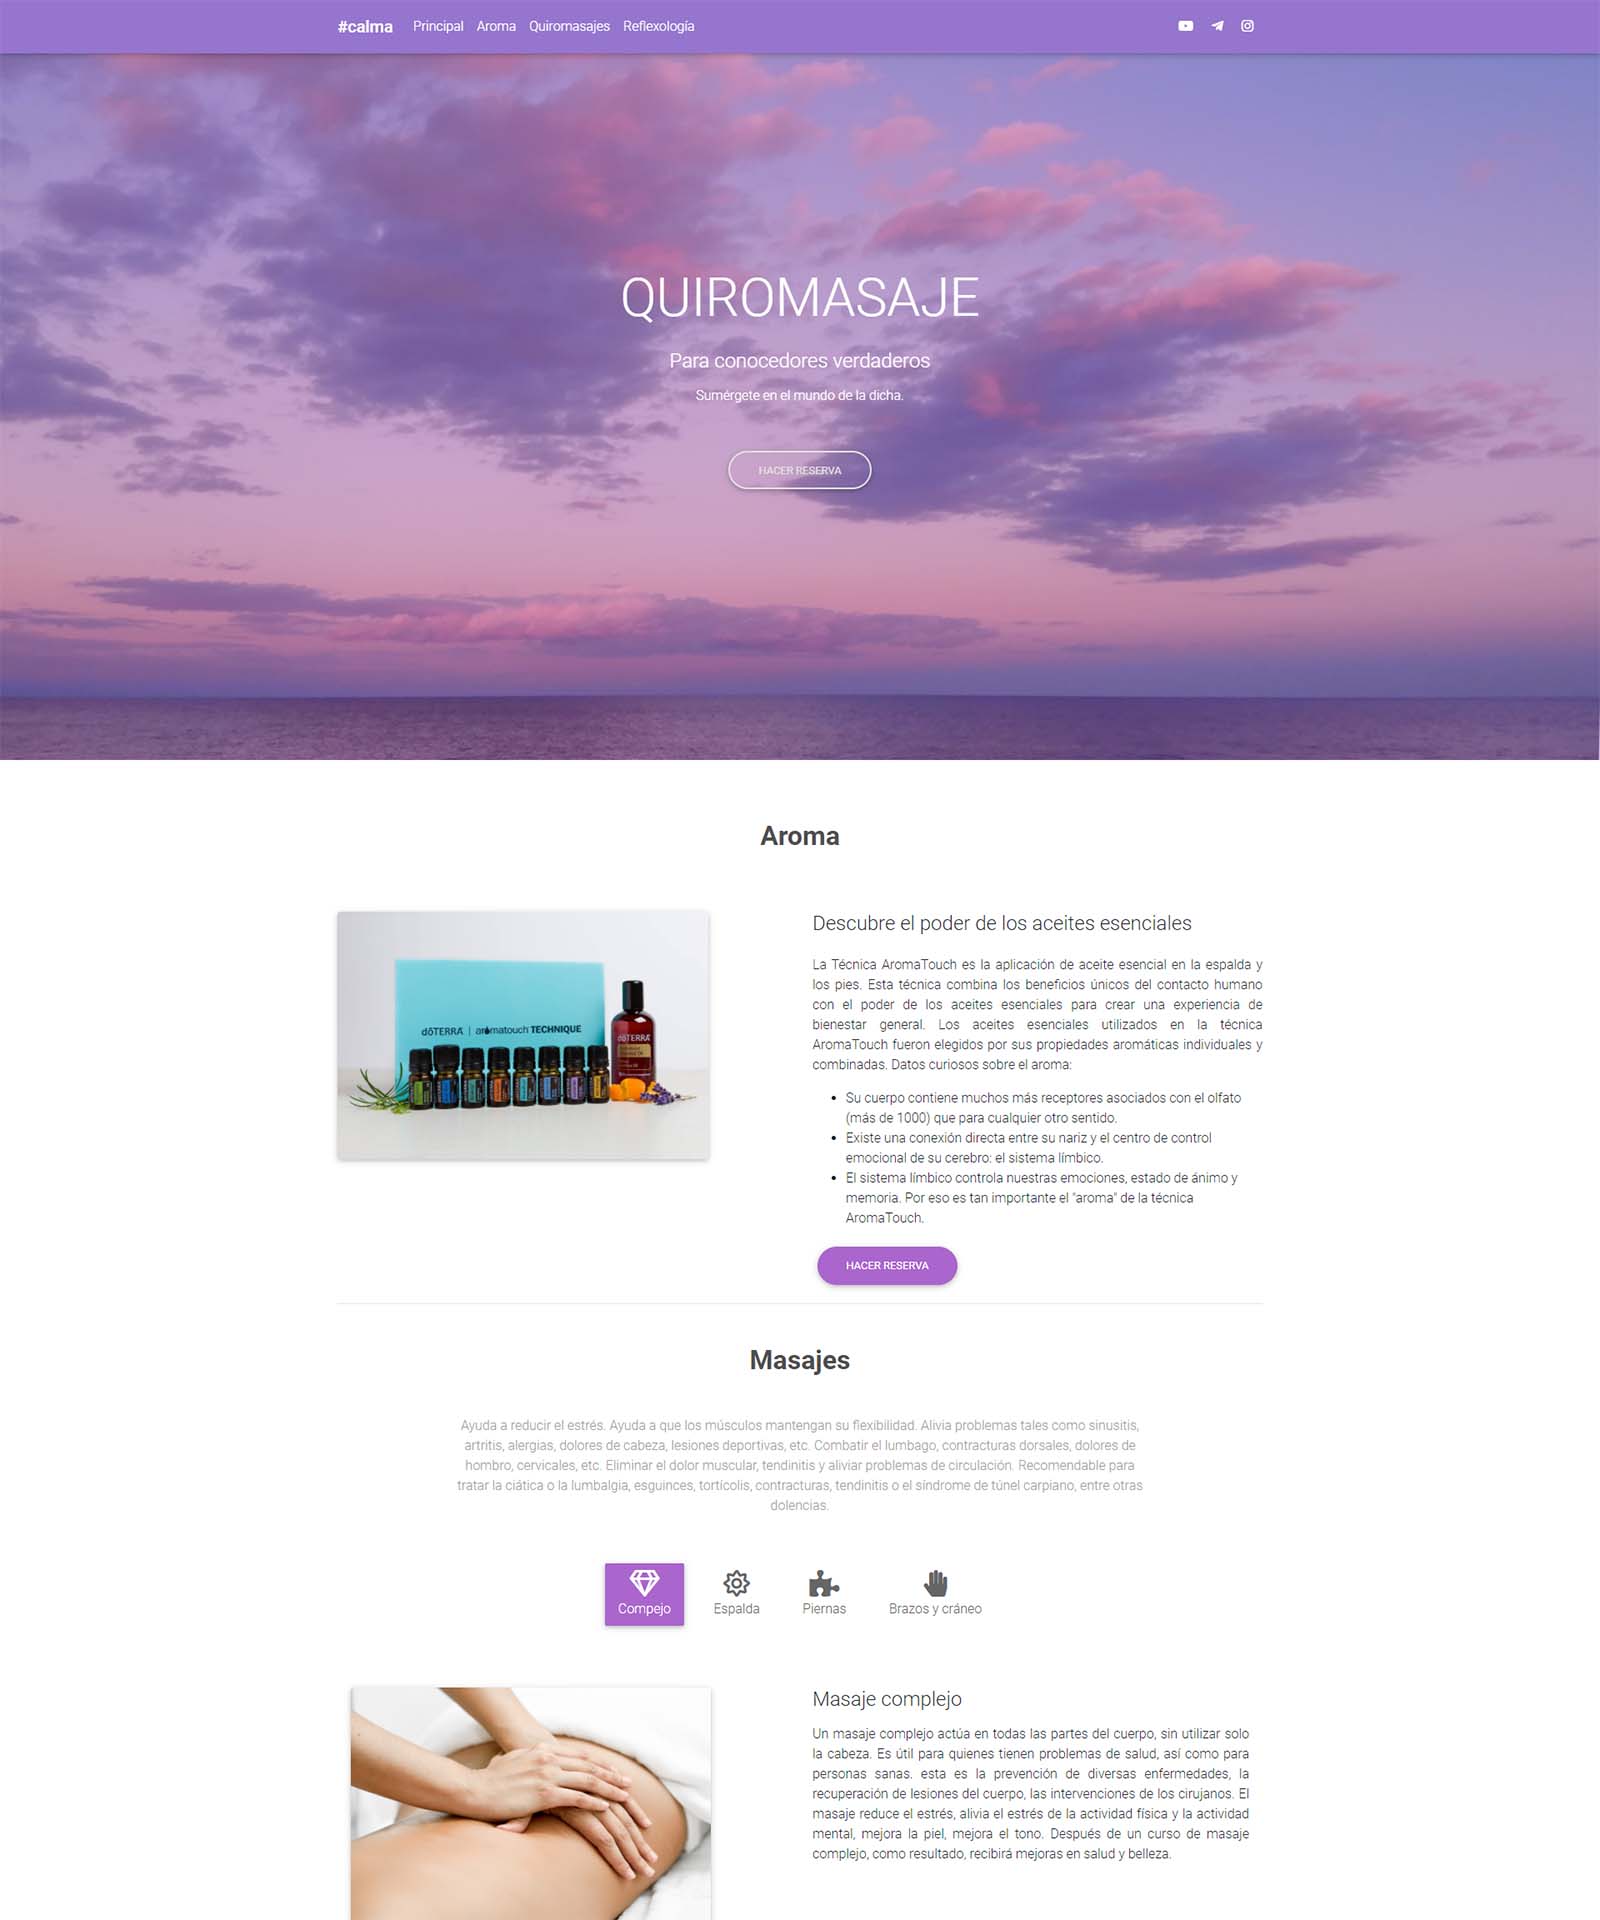 #calma Principal Aroma Quiromasajes Reflexología
QUIROMASAJE
Para conocedores verdaderos
Sumérgete en el mundo de la dicha.
HACER RESERVA
Aroma
dōTERRA | aromatouch TECHNIQUE
dōTERRA
Descubre el poder de los aceites esenciales
La Técnica AromaTouch es la aplicación de aceite esencial en la espalda y
los pies. Esta técnica combina los beneficios únicos del contacto humano
con el poder de los aceites esenciales para crear una experiencia de
bienestar general. Los aceites esenciales utilizados en la técnica
AromaTouch fueron elegidos por sus propiedades aromáticas individuales y
combinadas. Datos curiosos sobre el aroma:
• Su cuerpo contiene muchos más receptores asociados con el olfato
(más de 1000) que para cualquier otro sentido.
• Existe una conexión directa entre su nariz y el centro de control
emocional de su cerebro: el sistema límbico.
• El sistema límbico controla nuestras emociones, estado de ánimo y
memoria. Por eso es tan importante el "aroma" de la técnica
AromaTouch.
HACER RESERVA
Masajes
Ayuda a reducir el estrés. Ayuda a que los músculos mantengan su flexibilidad. Alivia problemas tales como sinusitis,
artritis, alergias, dolores de cabeza, lesiones deportivas, etc. Combatir el lumbago, contracturas dorsales, dolores de
hombro, cervicales, etc. Eliminar el dolor muscular, tendinitis y aliviar problemas de circulación. Recomendable para
tratar la ciática o la lumbalgia, esguinces, tortícolis, contracturas, tendinitis o el síndrome de túnel carpiano, entre otras
dolencias.
Compejo Espalda Piernas Brazos y cráneo
Masaje complejo
Un masaje complejo actúa en todas las partes del cuerpo, sin utilizar solo
la cabeza. Es útil para quienes tienen problemas de salud, así como para
personas sanas. esta es la prevención de diversas enfermedades, la
recuperación de lesiones del cuerpo, las intervenciones de los cirujanos. El
masaje reduce el estrés, alivia el estrés de la actividad física y la actividad
mental, mejora la piel, mejora el tono. Después de un curso de masaje
complejo, como resultado, recibirá mejoras en salud y belleza.